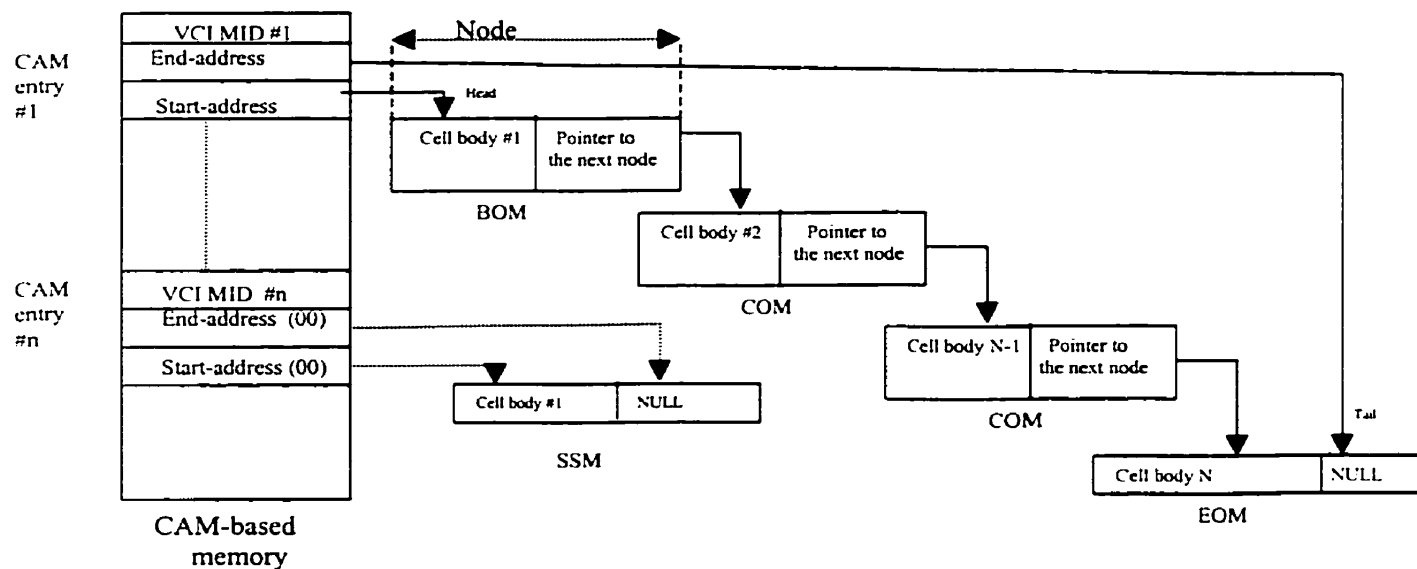 CAM
entry
#1
VCI MID #1
End-address
Start-address
Node
Head
Cell body #1
Pointer to
the next node
BOM
Cell body #2
Pointer to
the next node
COM
CAM
entry
#n
VCI MID #n
End-address (00)
Start-address (00)
Cell body #1
NULL
SSM
Cell body N-1
Pointer to
the next node
COM
Tail
Cell body N
NULL
EOM
CAM-based
memory